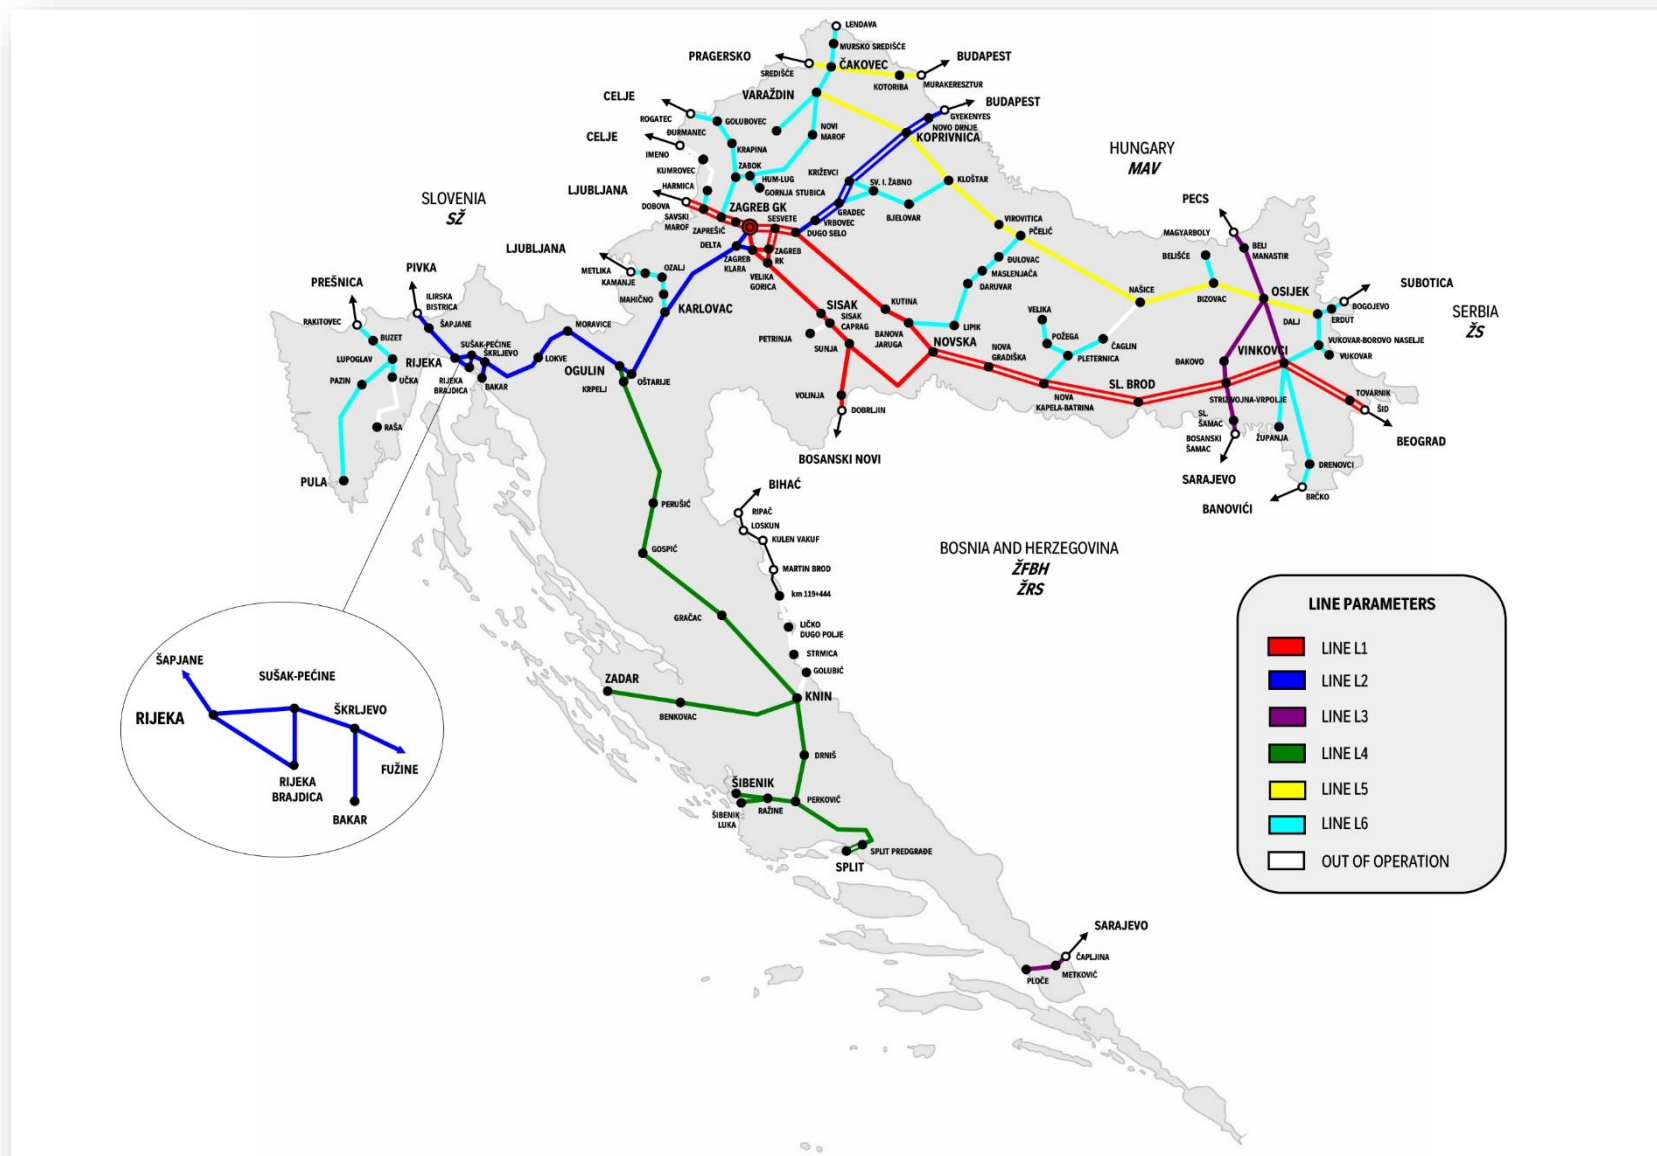 LENDAVA
MURSKO SREDIŠĆE
PRAGERSKO
SREDIŠĆE
ČAKOVEC
BUDAPEST
KOTORIBA
MURAKERESZTUR
CELJE
VARAŽDIN
BUDAPEST
ROGATEC
GOLUBOVEC
GYEKENYES
ĐURMANEC
NOVI
MAROF
NOVO DRNJE
KOPRIVNICA
CELJE
KRAPINA
IMENO
HUNGARY
MAV
KUMROVEC
ZABOK
KRIŽEVCI
HUM-LUG
SV. I. ŽABNO
KLOŠTAR
LJUBLJANA
HARMICA
GORNJA STUBICA
SLOVENIA
SŽ
DOBOVA
ZAGREB GK
GRADEC
BJELOVAR
PECS
SAVSKI
MAROF
SESVETE
VRBOVEC
VIROVITICA
ZAPREŠIĆ
DUGO SELO
PČELIĆ
MAGYARBOLY
LJUBLJANA
DELTA
ZAGREB
KLARA
ZAGREB
RK
BELI
MANASTIR
BELIŠĆE
ĐULOVAC
METLIKA
OZALJ
KAMANJE
VELIKA
GORICA
MASLENJAČA
PIVKA
PREŠNICA
DARUVAR
SUBOTICA
MAHIČNO
NAŠICE
BIZOVAC
OSIJEK
ILIRSKA
BISTRICA
KARLOVAC
SISAK
KUTINA
BOGOJEVO
SERBIA
ŽS
RAKITOVEC
ŠAPJANE
MORAVICE
SISAK
CAPRAG
VELIKA
DALJ
ERDUT
BUZET
PETRINJA
BANOVA
JARUGA
LIPIK
POŽEGA
ČAGLIN
VUKOVAR-BOROVO NASELJE
SUŠAK-PEĆINE
SUNJA
NOVSKA
NOVA
GRADIŠKA
PLETERNICA
VINKOVCI
VUKOVAR
LUPOGLAV
RIJEKA
ŠKRLJEVO
LOKVE
ĐAKOVO
PAZIN
UČKA
RIJEKA
BRAJDICA
BAKAR
OGULIN
OŠTARIJE
KRPELJ
SL. BROD
VOLINJA
NOVA
KAPELA-BATRINA
STRIZIVOJNA-VRPOLJE
TOVARNIK
ŠID
DOBRLJIN
SL.
ŠAMAC
RAŠA
BOSANSKI
ŠAMAC
ŽUPANJA
BEOGRAD
BOSANSKI NOVI
DRENOVCI
PULA
SARAJEVO
BIHAĆ
BRČKO
BANOVIĆI
PERUŠIĆ
RIPAČ
LOSKUN
KULEN VAKUF
GOSPIĆ
BOSNIA AND HERZEGOVINA
ŽFBH
ŽRS
MARTIN BROD
km 119+444
LINE PARAMETERS
GRAČAC
LIČKO
DUGO POLJE
LINE L1
STRMICA
GOLUBIĆ
LINE L2
ŠAPJANE
SUŠAK-PEĆINE
ZADAR
KNIN
RIJEKA
ŠKRLJEVO
BENKOVAC
LINE L3
DRNIŠ
LINE L4
FUŽINE
RIJEKA
BRAJDICA
ŠIBENIK
LINE L5
RAŽINE
PERKOVIĆ
BAKAR
ŠIBENIK
LUKA
LINE L6
SPLIT PREDGRAĐE
SPLIT
OUT OF OPERATION
SARAJEVO
ČAPLJINA
METKOVIĆ
PLOČE